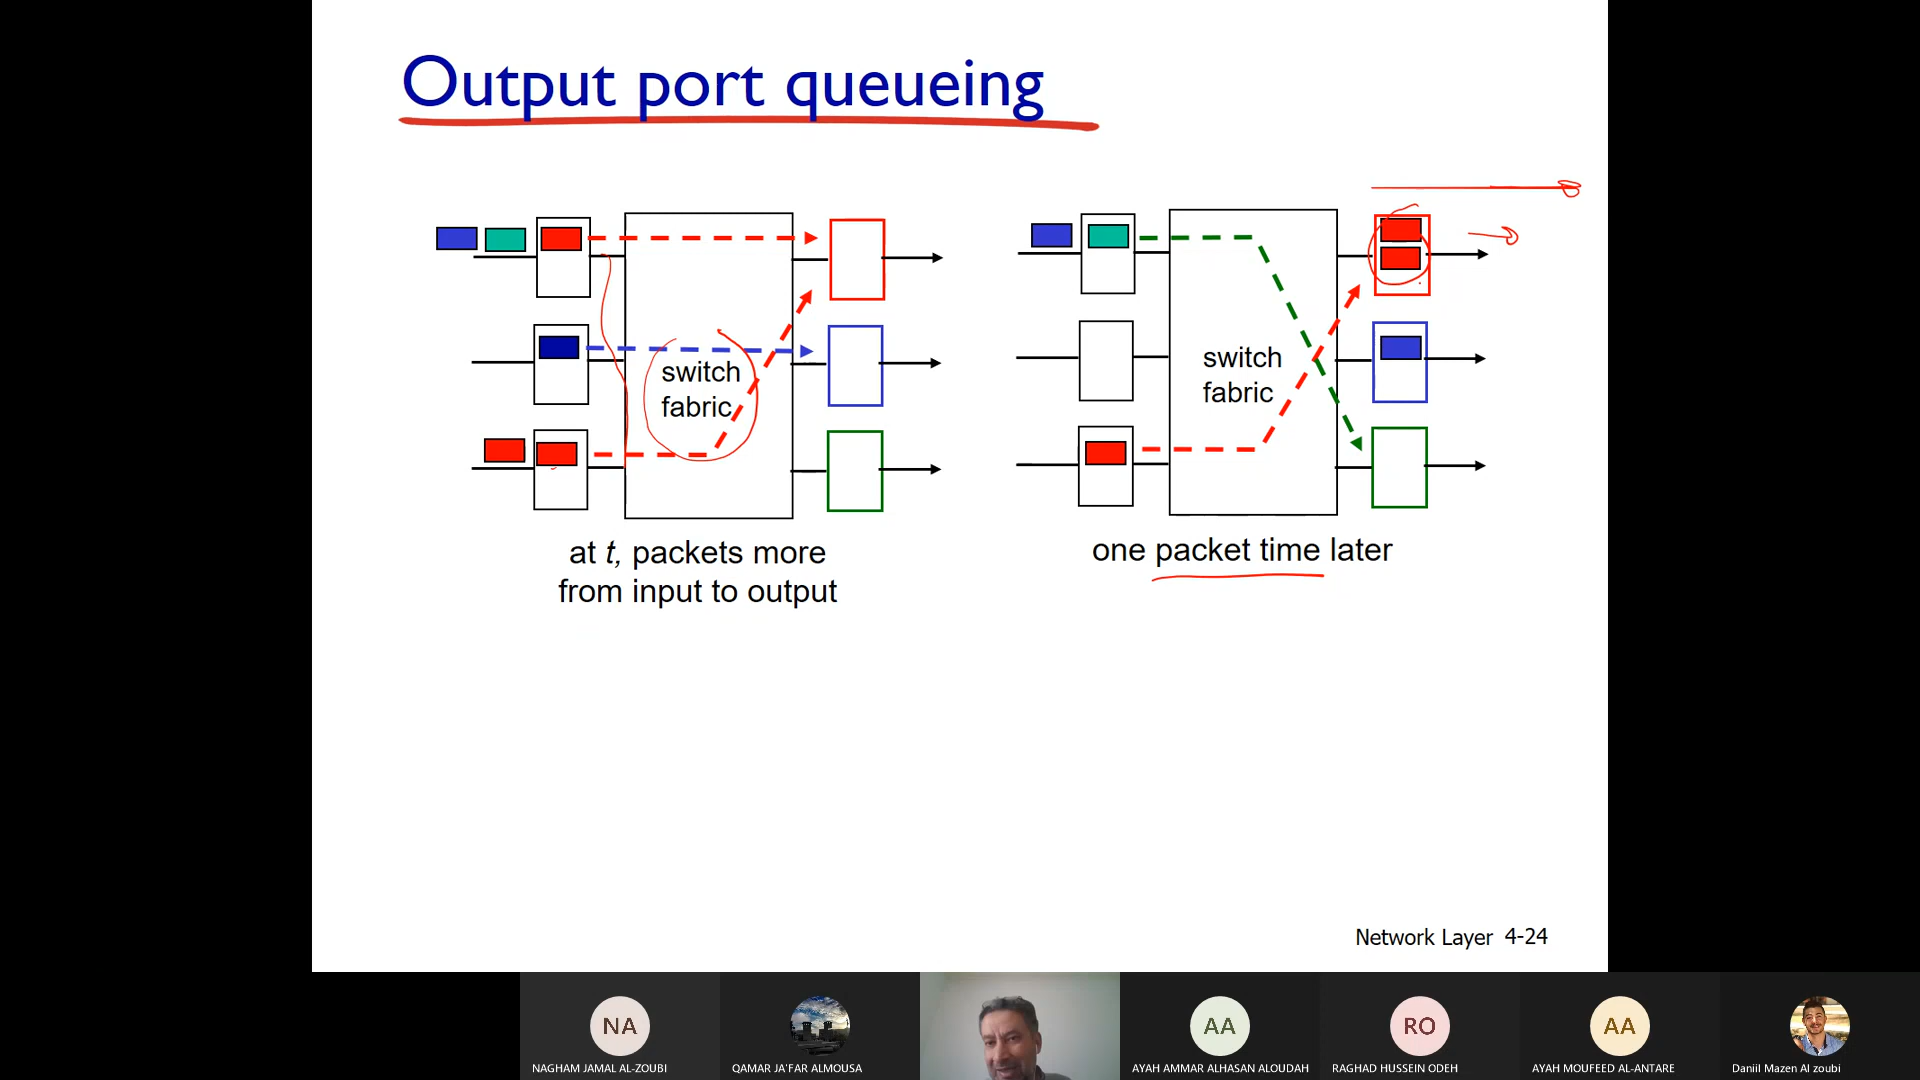 Output port queueing
switch
fabric
at t, packets more
from input to output
switch
fabric
one packet time later
Network Layer 4-24
NA
NAGHAM JAMAL AL-ZOUBI
QAMAR JA'FAR ALMOUSA
AA
AYAH AMMAR ALHASAN ALOUDAH
RO
RAGHAD HUSSEIN ODEH
AA
AYAH MOUFEED AL-ANTARE
Daniil Mazen Al zoubi